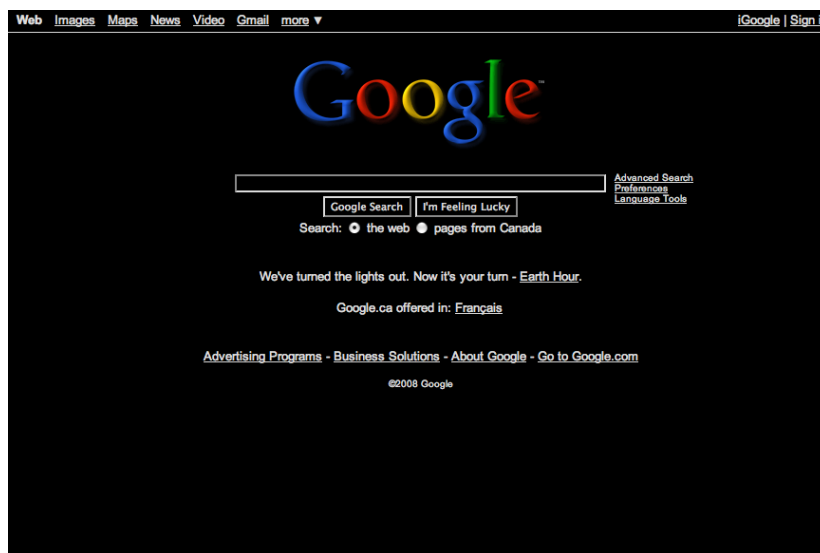 Web Images Maps News Video Gmail more ▼ iGoogle | Sign i
Google™
Advanced Search
Preferences
Language Tools
Google Search I'm Feeling Lucky
Search: the web pages from Canada
We've turned the lights out. Now it's your turn - Earth Hour.
Google.ca offered in: Français
Advertising Programs - Business Solutions - About Google - Go to Google.com
©2008 Google